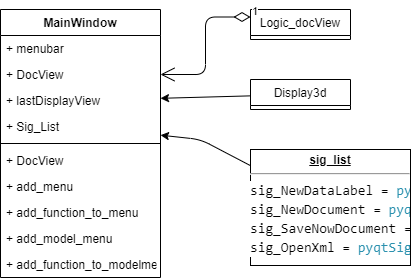 MainWindow
+ menubar
+ DocView
+ lastDisplayView
+ Sig_List
+ DocView
+ add_menu
+ add_function_to_menu
+ add_model_menu
+ add_function_to_modelme
1
Logic_docView
Display3d
sig_list
sig_NewDataLabel = py
sig_NewDocument = pyq
sig_SaveNowDocument =
sig_OpenXml = pyqtSig